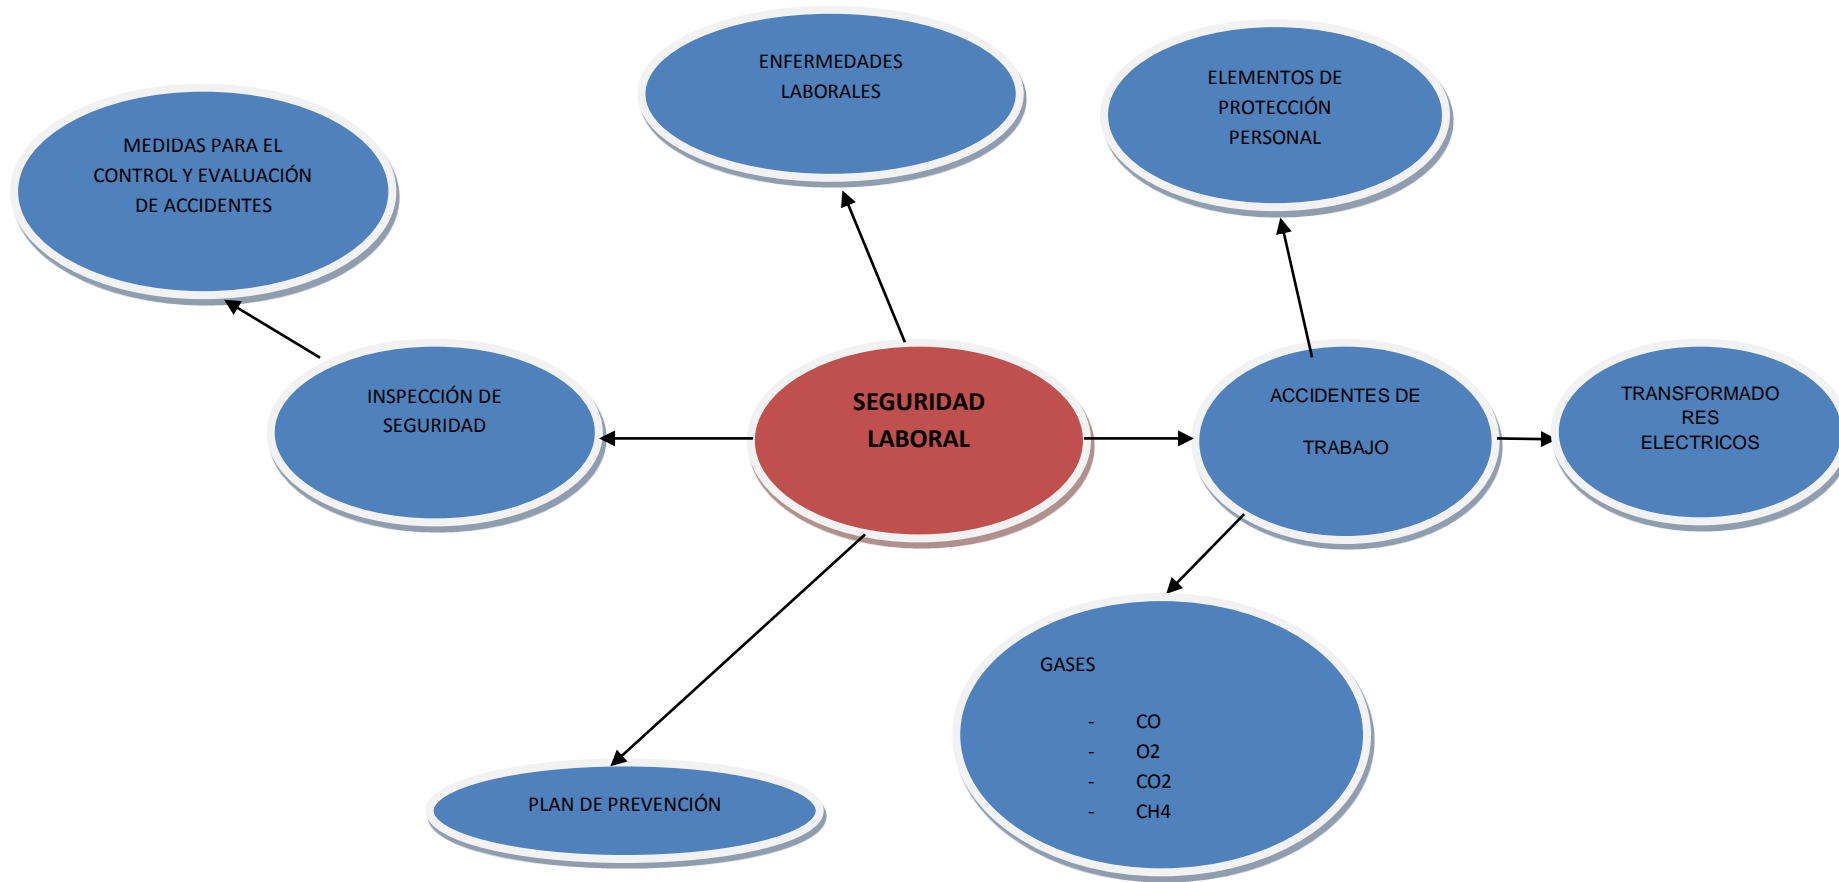 ENFERMEDADES
LABORALES
ELEMENTOS DE
PROTECCIÓN
PERSONAL
MEDIDAS PARA EL
CONTROL Y EVALUACIÓN
DE ACCIDENTES
INSPECCIÓN DE
SEGURIDAD
SEGURIDAD
LABORAL
ACCIDENTES DE
TRABAJO
TRANSFORMADO
RES
ELECTRICOS
GASES
- CO
- O2
- CO2
- CH4
PLAN DE PREVENCIÓN